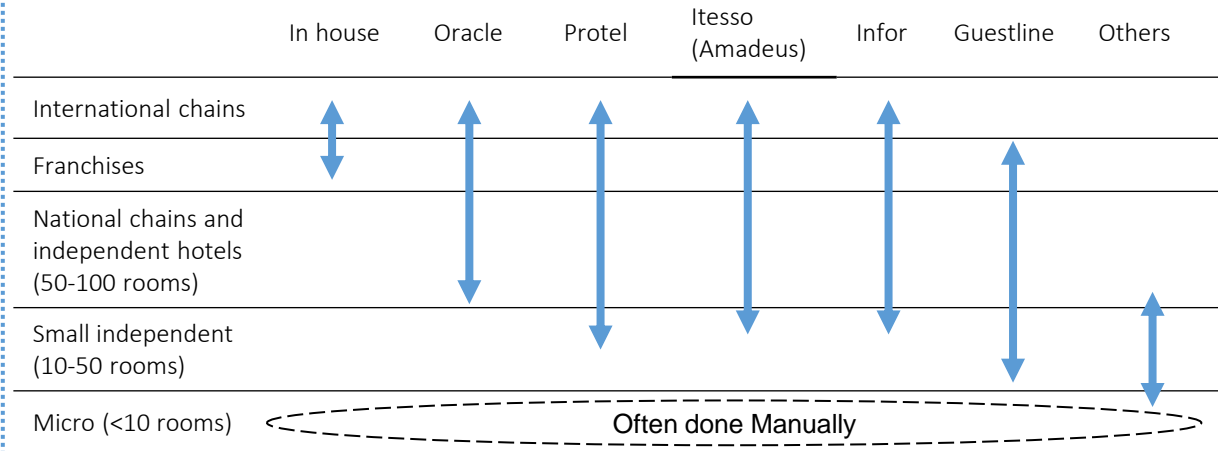 In house Oracle Protel Itesso (Amadeus) Infor Guestline Others
International chains
Franchises
National chains and
independent hotels
(50-100 rooms)
Small independent
(10-50 rooms)
Micro (<10 rooms) Often done Manually